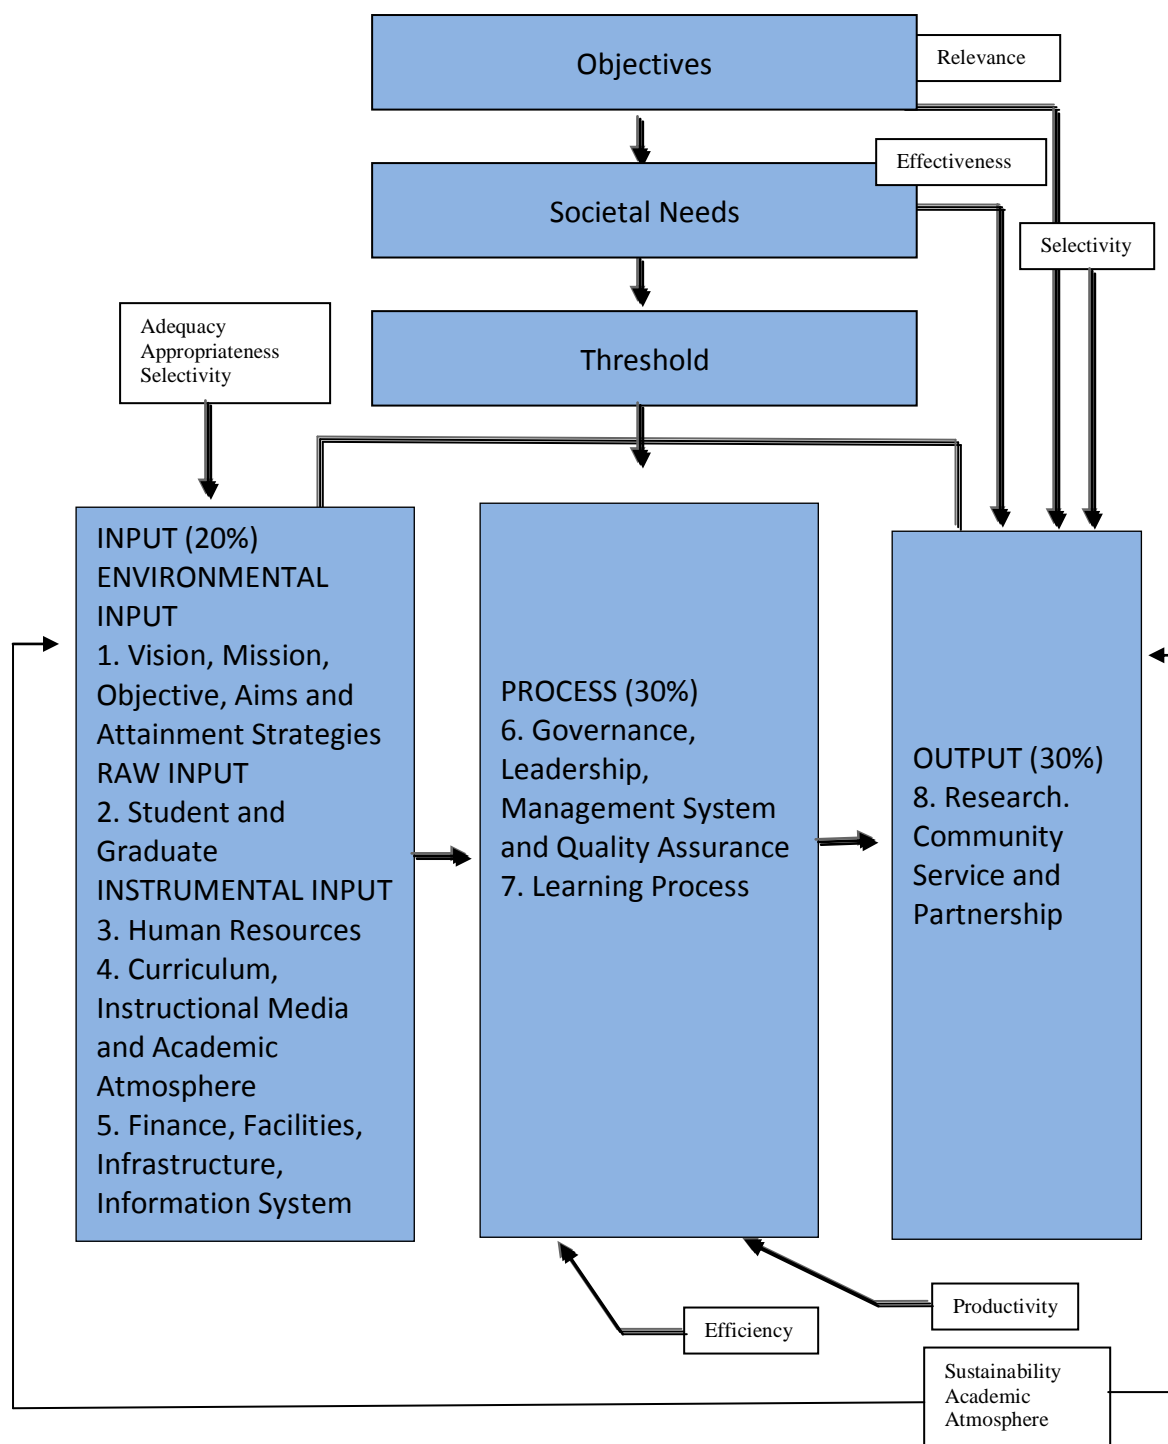 Objectives
Relevance
Effectiveness
Societal Needs
Selectivity
Adequacy
Appropriateness
Selectivity
Threshold
INPUT (20%)
ENVIRONMENTAL
INPUT
1. Vision, Mission,
Objective, Aims and
Attainment Strategies
RAW INPUT
2. Student and
Graduate
INSTRUMENTAL INPUT
3. Human Resources
4. Curriculum,
Instructional Media
and Academic
Atmosphere
5. Finance, Facilities,
Infrastructure,
Information System
PROCESS (30%)
6. Governance,
Leadership,
Management System
and Quality Assurance
7. Learning Process
OUTPUT (30%)
8. Research.
Community
Service and
Partnership
Productivity
Efficiency
Sustainability
Academic
Atmosphere